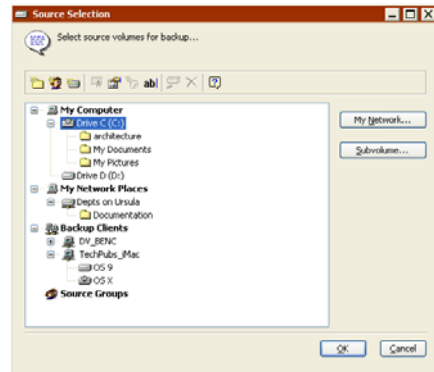 Source Selection
Select source volumes for backup...
ab
My Computer
Drive C (C:)
architecture
My Documents
My Pictures
Drive D (D:)
My Network Places
Depts on Ursula
Documentation
Backup Clients
DV_BENC
TechPubs_iMac
OS 9
OS X
Source Groups
My Network...
Subvolume...
OK
Cancel